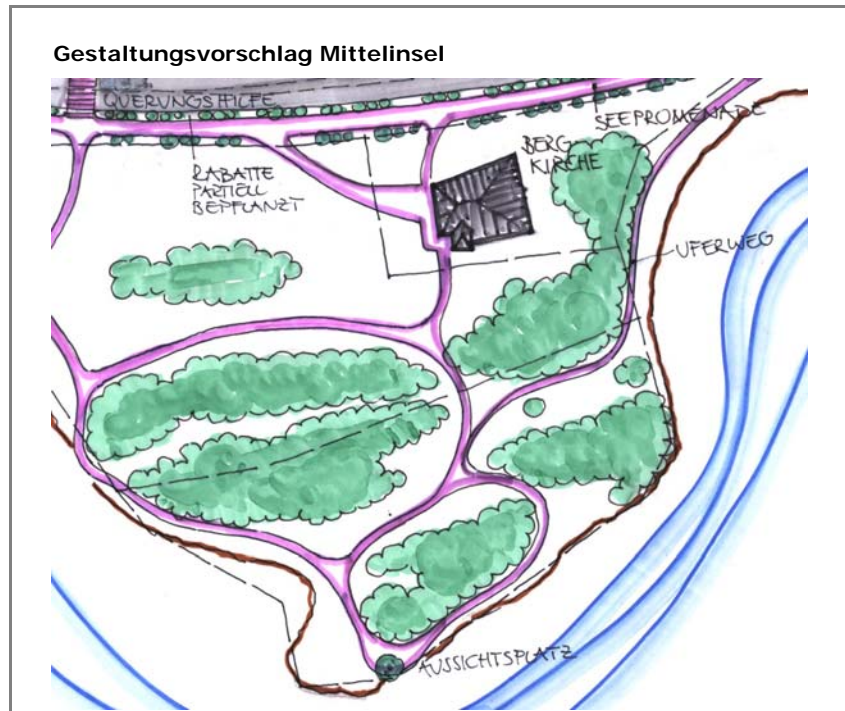 Gestaltungsvorschlag Mittelinsel
QUERUNGSHILFE
SEEPROMENADE
BERG
KIRCHE
RABATTE
PARTIELL
BEPFLANZT
UFERWEG
AUSSICHTSPLATZ